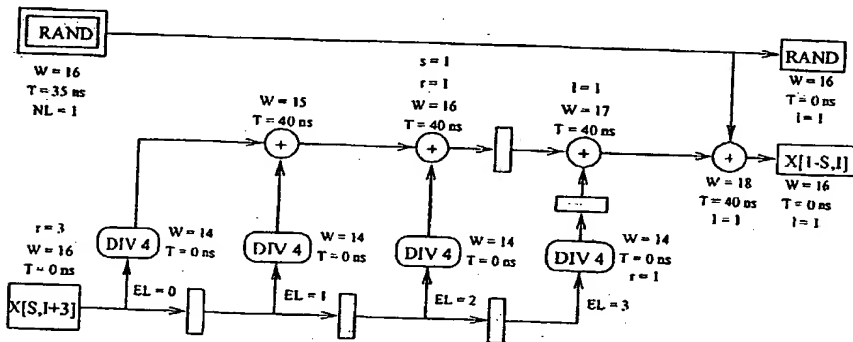 RAND
W = 16
T = 35 ns
NL = 1
RAND
W = 16
T = 0 ns
l = 1
s = 1
r = 1
W = 16
T = 40 ns
W = 15
T = 40 ns
l = 1
W = 17
T = 40 ns
+
+
+
+
W = 18
T = 40 ns
l = 1
X[1-S,I]
W = 16
T = 0 ns
l = 1
r = 3
W = 16
T = 0 ns
X[S,I+3]
DIV 4
W = 14
T = 0 ns
DIV 4
W = 14
T = 0 ns
DIV 4
W = 14
T = 0 ns
DIV 4
W = 14
T = 0 ns
r = 1
EL = 0
EL = 1
EL = 2
EL = 3